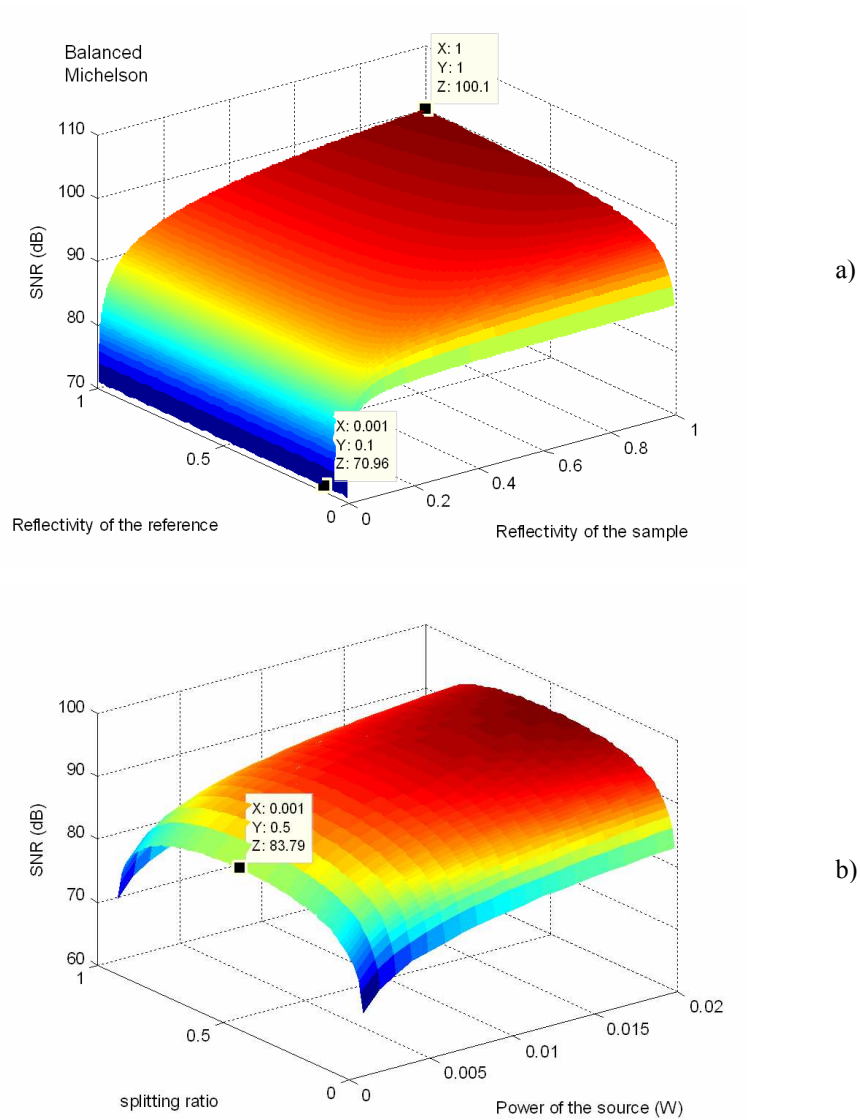 Balanced
Michelson
X: 1
Y: 1
Z: 100.1
110
100
90
80
70
SNR (dB)
X: 0.001
Y: 0.1
Z: 70.96
1
0.5
0
0
0.2
0.4
0.6
0.8
1
Reflectivity of the reference
Reflectivity of the sample
a)
100
90
80
70
60
SNR (dB)
X: 0.001
Y: 0.5
Z: 83.79
1
0.5
0
0
0.005
0.01
0.015
0.02
splitting ratio
Power of the source (W)
b)